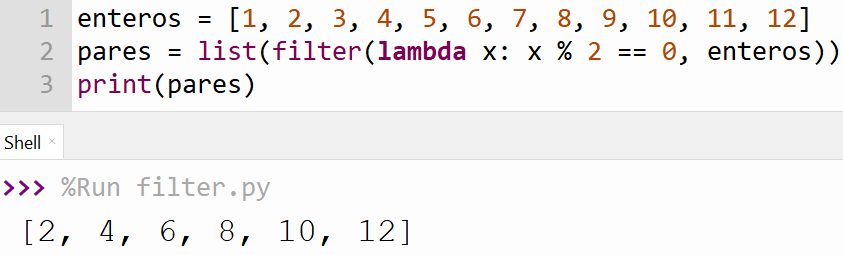 1 enteros = [1, 2, 3, 4, 5, 6, 7, 8, 9, 10, 11, 12]
2 pares = list(filter(lambda x: x % 2 == 0, enteros))
3 print(pares)
Shell ×
>>> %Run filter.py
[2, 4, 6, 8, 10, 12]